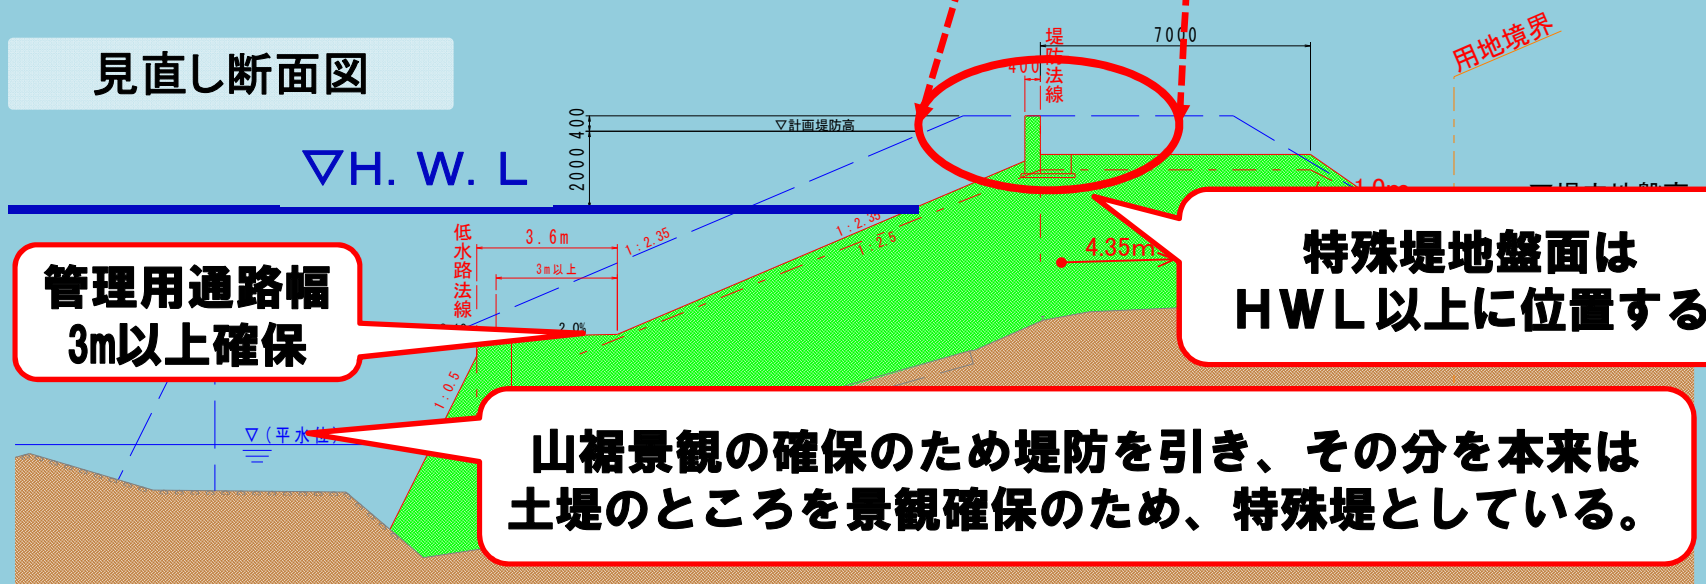 見直し断面図
堤防法線
7000
用地境界
400
400
2000
▽計画堤防高
▽H.W.L
1.0m
低水路法線
3.6m
3m以上
1:2.35
1:2.35
1:2.5
4.35m
2.0%
管理用通路幅
3m以上確保
特殊堤地盤面は
HWL以上に位置する
1:0.5
▽(平水位)
山裾景観の確保のため堤防を引き、その分を本来は
土堤のところを景観確保のため、特殊堤としている。